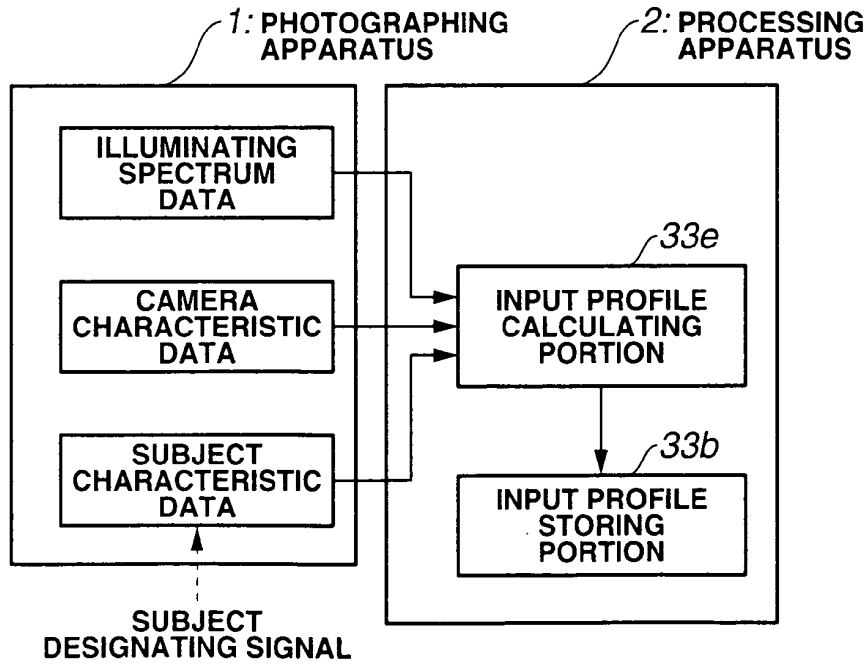 1: PHOTOGRAPHING
APPARATUS
2: PROCESSING
APPARATUS
ILLUMINATING
SPECTRUM
DATA
CAMERA
CHARACTERISTIC
DATA
SUBJECT
CHARACTERISTIC
DATA
SUBJECT
DESIGNATING SIGNAL
33e
INPUT PROFILE
CALCULATING
PORTION
33b
INPUT PROFILE
STORING
PORTION